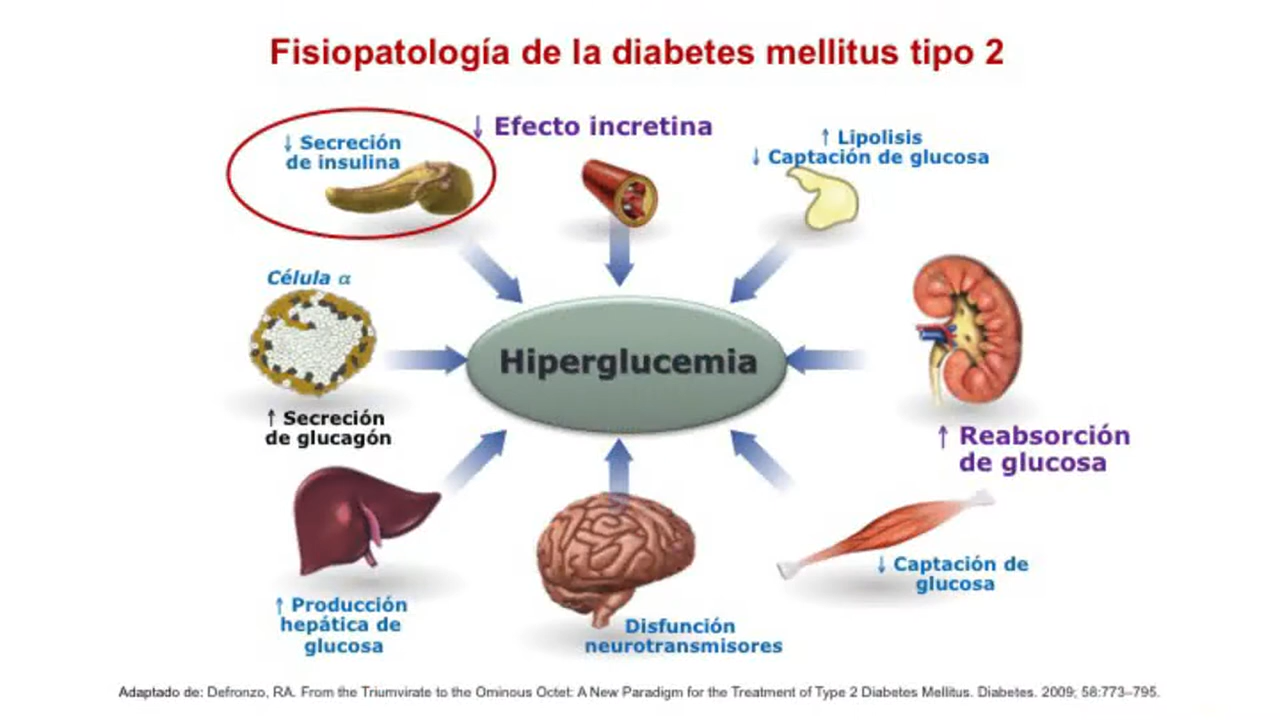 Fisiopatología de la diabetes mellitus tipo 2
↓ Secreción
de insulina
↓ Efecto incretina
↑ Lipolisis
↓ Captación de glucosa
Célula α
↑ Secreción
de glucagón
Hiperglucemia
↑ Reabsorción
de glucosa
↑ Producción
hepática de
glucosa
Disfunción
neurotransmisores
↓ Captación de
glucosa
Adaptado de: Defronzo, RA. From the Triumvirate to the Ominous Octet: A New Paradigm for the Treatment of Type 2 Diabetes Mellitus. Diabetes. 2009; 58:773–795.